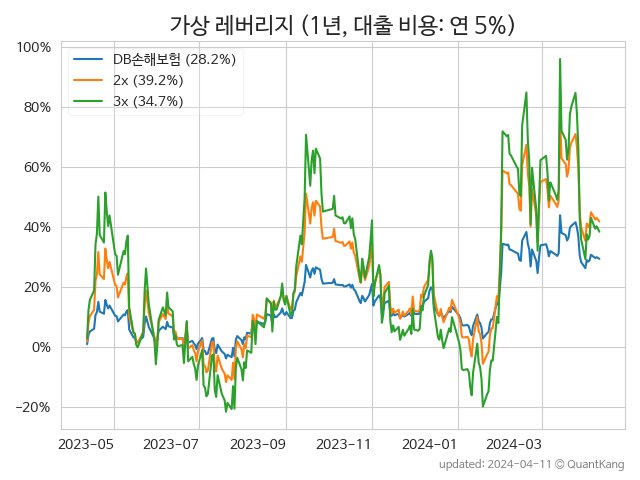 가상 레버리지 (1년, 대출 비용: 연 5%)
100%
80%
60%
40%
20%
0%
−20%
DB손해보험 (28.2%)
2x (39.2%)
3x (34.7%)
2023-05
2023-07
2023-09
2023-11
2024-01
2024-03
updated: 2024-04-11 © QuantKang